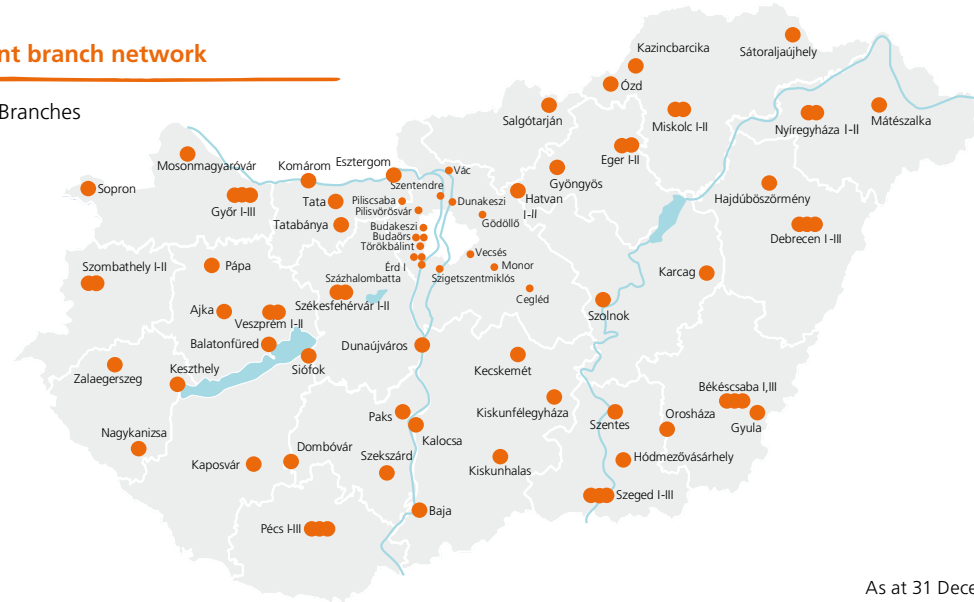 nt branch network
Branches
Kazincbarcika
Sátoraljaújhely
Ózd
Salgótarján
Miskolc I-II
Nyíregyháza I-II
Mátészalka
Mosonmagyaróvár
Komárom
Esztergom
Vác
Eger I-II
Gyöngyös
Sopron
Győr I-III
Tata
Szentendre
Piliscsaba
Pilisvörösvár
Dunakeszi
Gödöllő
Hatvan
I-II
Hajdúböszörmény
Tatabánya
Budakeszi
Budaörs
Törökbálint
Debrecen I-III
Szombathely I-II
Pápa
Érd I
Vecsés
Monor
Szigetszentmiklós
Százhalombatta
Karcag
Székesfehérvár I-II
Cegléd
Ajka
Veszprém I-II
Szolnok
Balatonfüred
Siófok
Dunaújváros
Kecskemét
Zalaegerszeg
Keszthely
Békéscsaba I,III
Paks
Kiskunfélegyháza
Szentes
Orosháza
Gyula
Nagykanizsa
Kaposvár
Dombóvár
Szekszárd
Kalocsa
Kiskunhalas
Hódmezővásárhely
Szeged I-III
Pécs I-III
Baja
As at 31 Dece